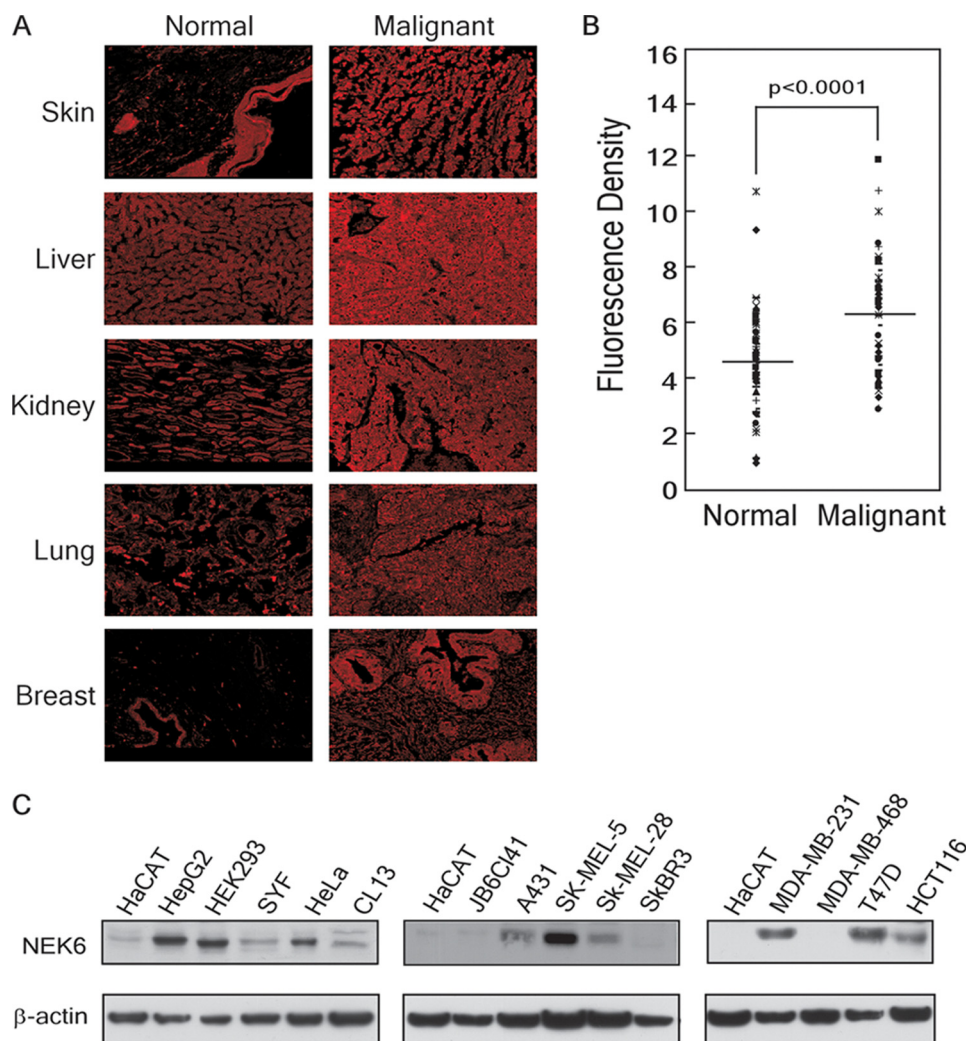 A
Normal
Malignant
Skin
Liver
Kidney
Lung
Breast
B
Fluorescence Density
16
14
12
10
8
6
4
2
0
p<0.0001
Normal
Malignant
C
HaCAT
HepG2
HEK293
SYF
HeLa
CL13
HaCAT
JB6Cl41
A431
SK-MEL-5
Sk-MEL-28
SkBR3
HaCAT
MDA-MB-231
MDA-MB-468
T47D
HCT116
NEK6
β-actin